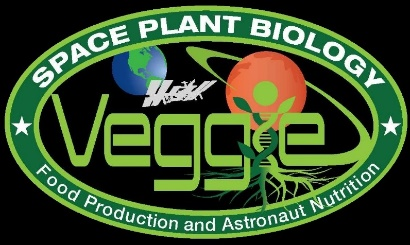 SPACE PLANT BIOLOGY
Veggie
Food Production and Astronaut Nutrition